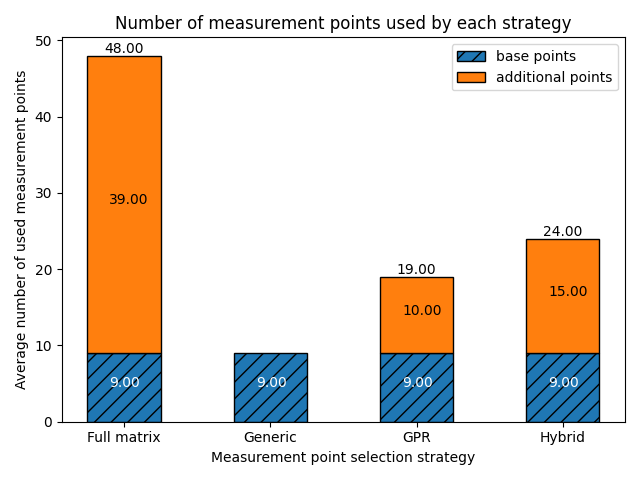 Number of measurement points used by each strategy
Average number of used measurement points
50
40
30
20
10
0
48.00
39.00
9.00
9.00
19.00
10.00
9.00
24.00
15.00
9.00
base points
additional points
Full matrix
Generic
GPR
Hybrid
Measurement point selection strategy